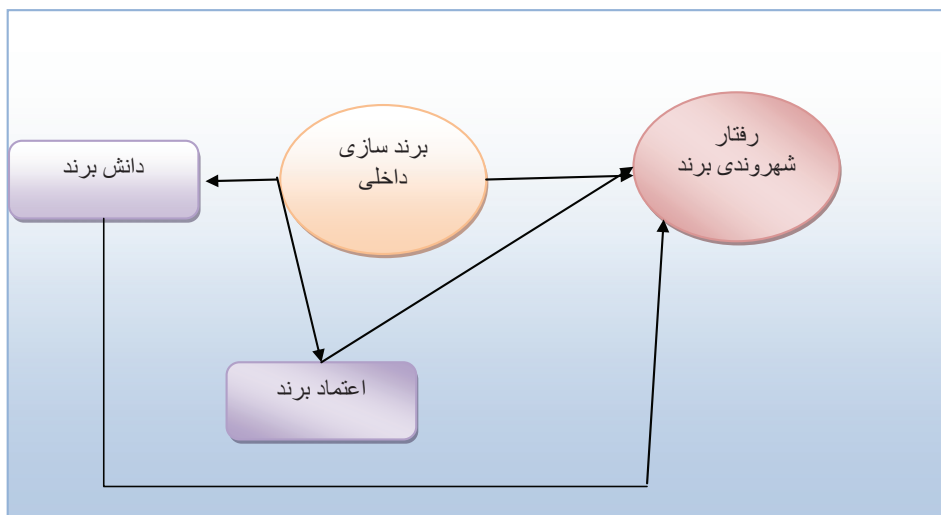 رفتار
شهروندی برند
برند سازی
داخلی
دانش برند
اعتماد برند